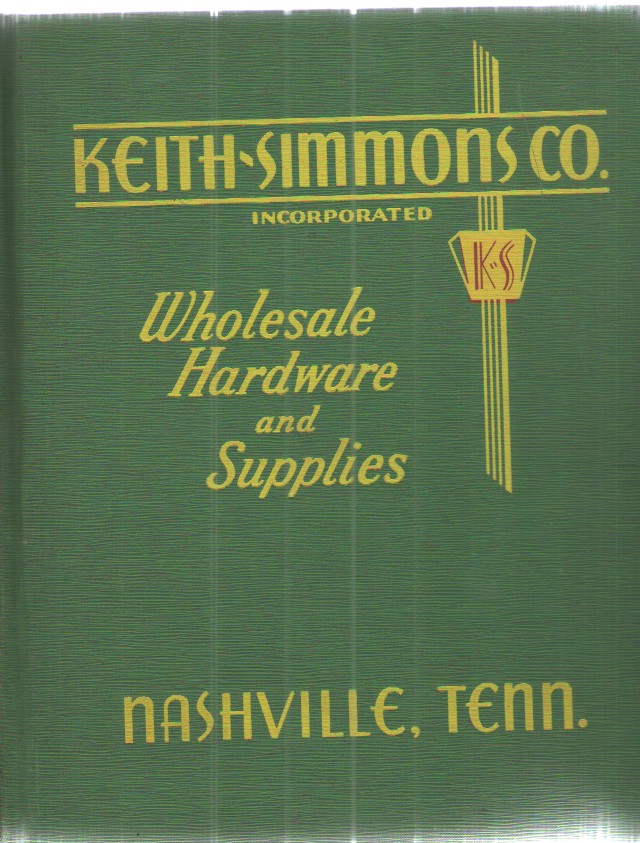 KEITH-SIMMONS CO.
INCORPORATED
K-S
Wholesale
Hardware
and
Supplies
NASHVILLE, TENN.